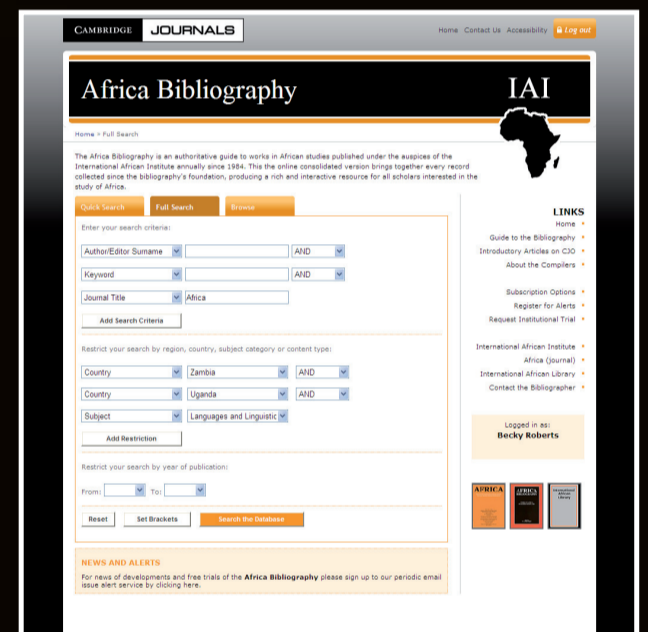 CAMBRIDGE JOURNALS
Home Contact Us Accessibility Log out
Africa Bibliography
IAI
Home > Full Search
The Africa Bibliography is an authoritative guide to works in African studies published under the auspices of the
International African Institute annually since 1984. This the online consolidated version brings together every record
collected since the bibliography's foundation, producing a rich and interactive resource for all scholars interested in the
study of Africa.
Quick Search Full Search Browse
Enter your search criteria:
Author/Editor Surname AND
Keyword AND
Journal Title Africa
Add Search Criteria
Restrict your search by region, country, subject category or content type:
Country Zambia AND
Country Uganda AND
Subject Languages and Linguistic
Add Restriction
Restrict your search by year of publication:
From: To:
Reset Set Brackets Search the Database
NEWS AND ALERTS
For news of developments and free trials of the Africa Bibliography please sign up to our periodic email
issue alert service by clicking here.
LINKS
Home
Guide to the Bibliography
Introductory Articles on CJO
About the Compilers
Subscription Options
Register for Alerts
Request Institutional Trial
International African Institute
Africa (journal)
International African Library
Contact the Bibliographer
Logged in as:
Becky Roberts
AFRICA
AFRICA
International
African
Library